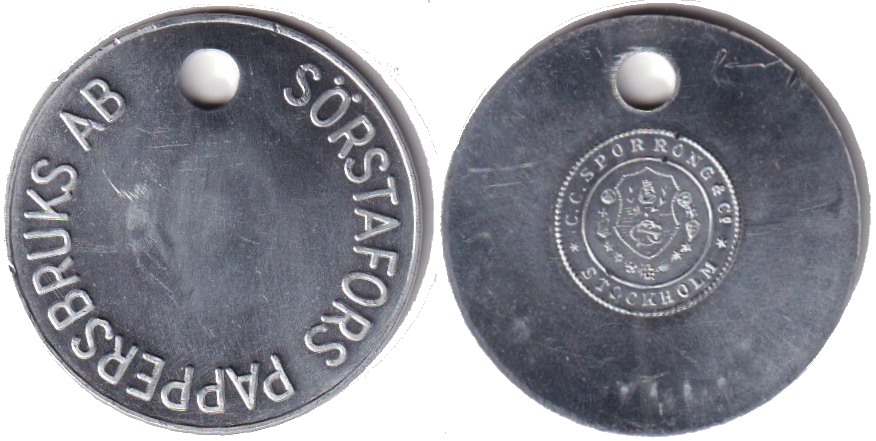 SÖRSTAFORS PAPPERSBRUKS AB
C.C. SPORRONG & Co
* STOCKHOLM *